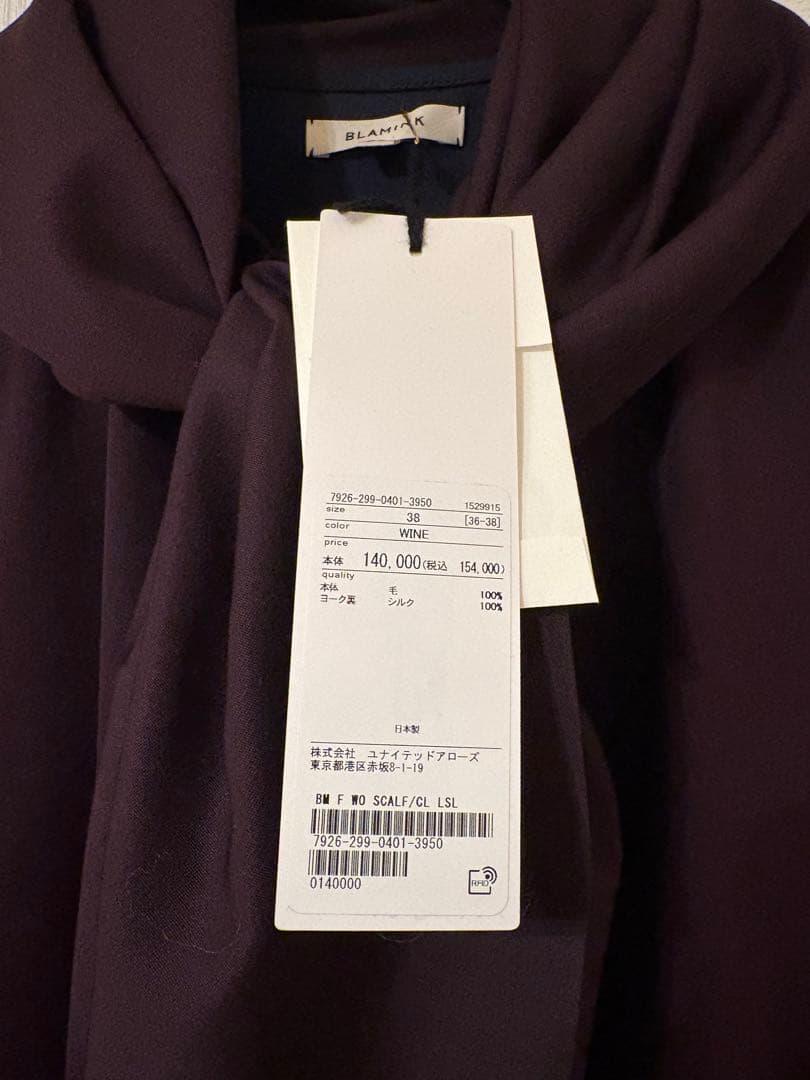 BLAMINK
7926-299-0401-3950 1529915
size 38 [36-38]
color WINE
price
本体 140,000(税込 154,000)
quality
本体 毛 100%
ヨーク裏 シルク 100%
日本製
株式会社 ユナイテッドアローズ
東京都港区赤坂8-1-19
BM F WO SCALF/CL LSL
7926-299-0401-3950
0140000
RFID